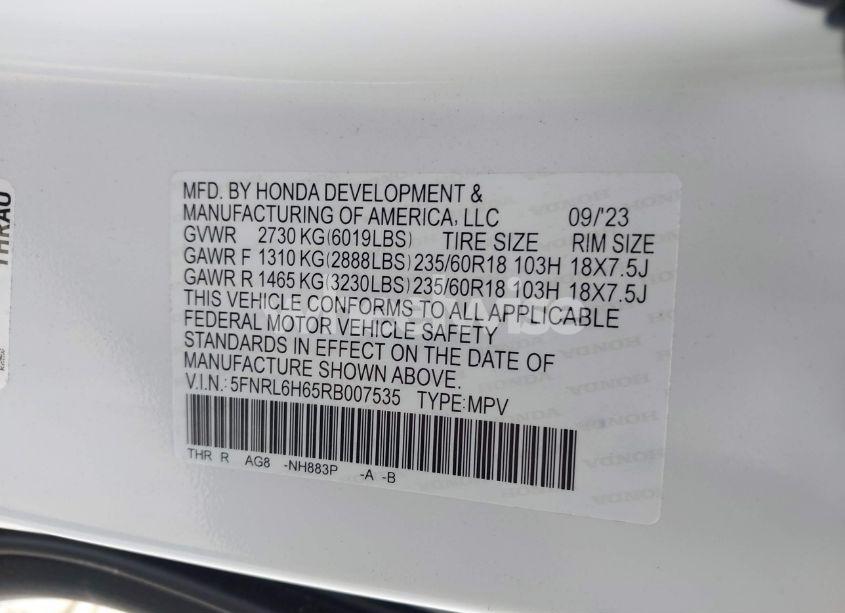 MFD. BY HONDA DEVELOPMENT &
MANUFACTURING OF AMERICA, LLC 09/'23
GVWR 2730 KG(6019LBS) TIRE SIZE RIM SIZE
GAWR F 1310 KG(2888LBS) 235/60R18 103H 18X7.5J
GAWR R 1465 KG(3230LBS) 235/60R18 103H 18X7.5J
THIS VEHICLE CONFORMS TO ALL APPLICABLE
FEDERAL MOTOR VEHICLE SAFETY
STANDARDS IN EFFECT ON THE DATE OF
MANUFACTURE SHOWN ABOVE.
V.I.N.: 5FNRL6H65RB007535 TYPE:MPV
THR R AG8 -NH883P -A -B
THRAU